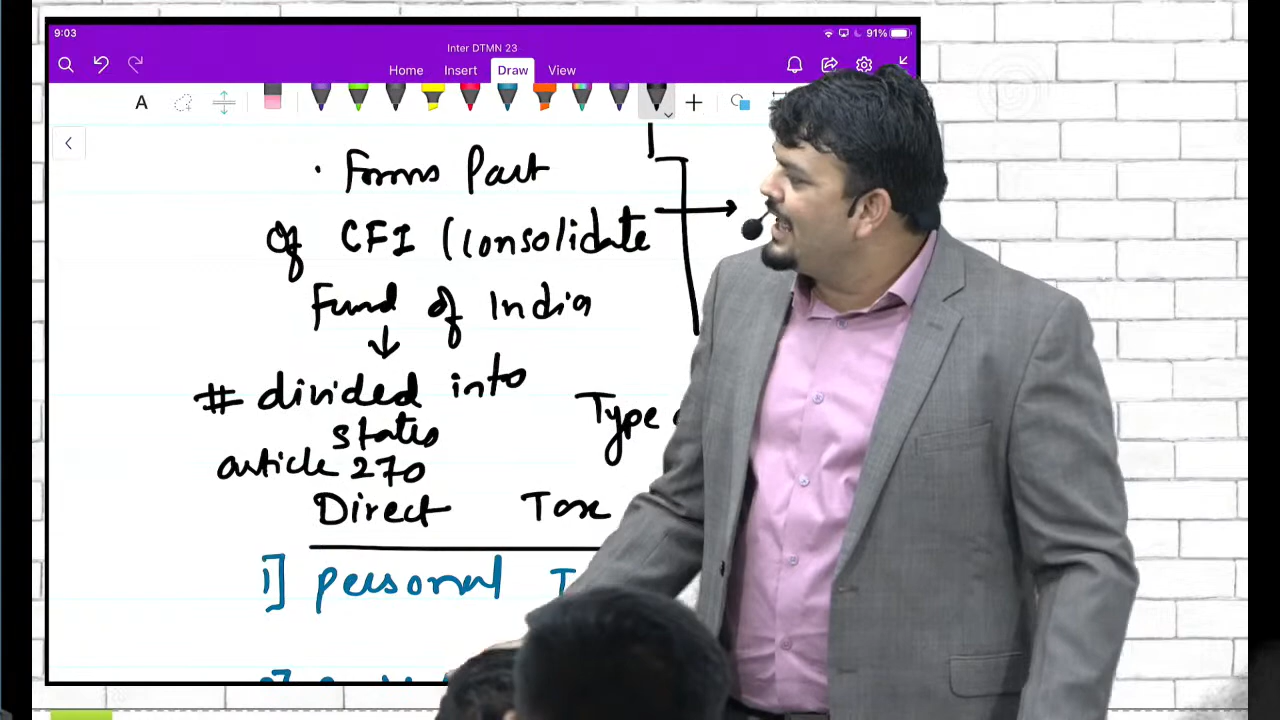 9:03
91%
Inter DTMN 23
Home Insert Draw View
A
· Forms Part
of CFI (Consolidate
Fund of India
# divided into
states
article 270
Type
Direct Tax
1] personal